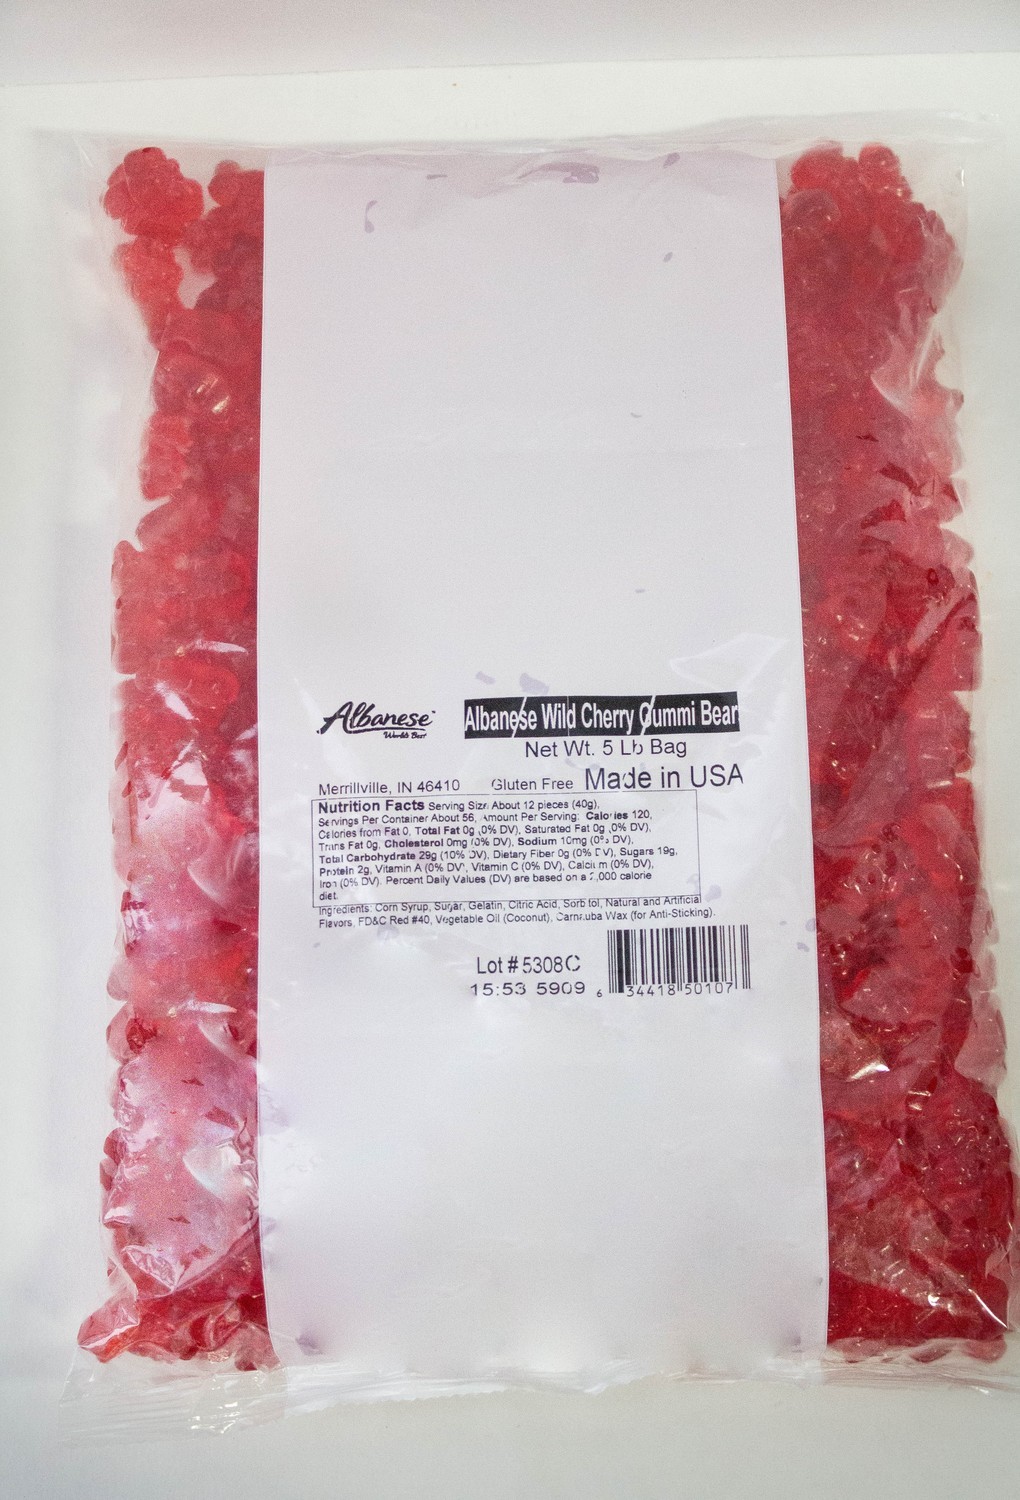 Albanese
World's Best
Albanese Wild Cherry Gummi Bear
Net Wt. 5 Lb Bag
Merrillville, IN 46410 Gluten Free Made in USA
Nutrition Facts Serving Size: About 12 pieces (40g),
Servings Per Container About 56, Amount Per Serving: Calories 120,
Calories from Fat 0, Total Fat 0g (0% DV), Saturated Fat 0g (0% DV),
Trans Fat 0g, Cholesterol 0mg (0% DV), Sodium 10mg (0% DV),
Total Carbohydrate 29g (10% DV), Dietary Fiber 0g (0% DV), Sugars 19g,
Protein 2g, Vitamin A (0% DV), Vitamin C (0% DV), Calcium (0% DV),
Iron (0% DV). Percent Daily Values (DV) are based on a 2,000 calorie
diet.
Ingredients: Corn Syrup, Sugar, Gelatin, Citric Acid, Sorbitol, Natural and Artificial
Flavors, FD&C Red #40, Vegetable Oil (Coconut), Carnauba Wax (for Anti-Sticking).
Lot # 5308C
15:53 5909
6 34418 50107